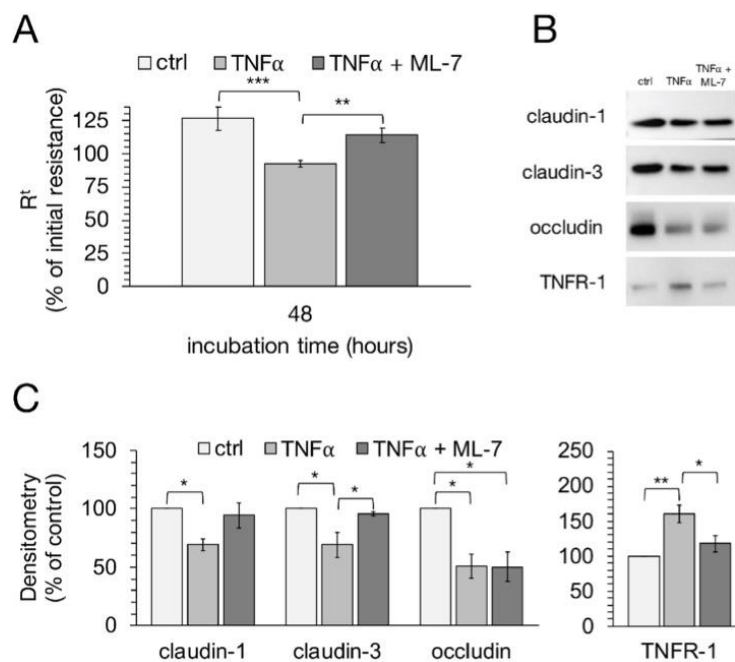 A
ctrl TNFα TNFα + ML-7
*** **
125
100
75
50
25
0
Rᵗ
(% of initial resistance)
48
incubation time (hours)
B
ctrl TNFα TNFα +
ML-7
claudin-1
claudin-3
occludin
TNFR-1
C
ctrl TNFα TNFα + ML-7
150
100
50
0
Densitometry
(% of control)
* * * * *
claudin-1 claudin-3 occludin
250
200
150
100
50
0
** *
TNFR-1